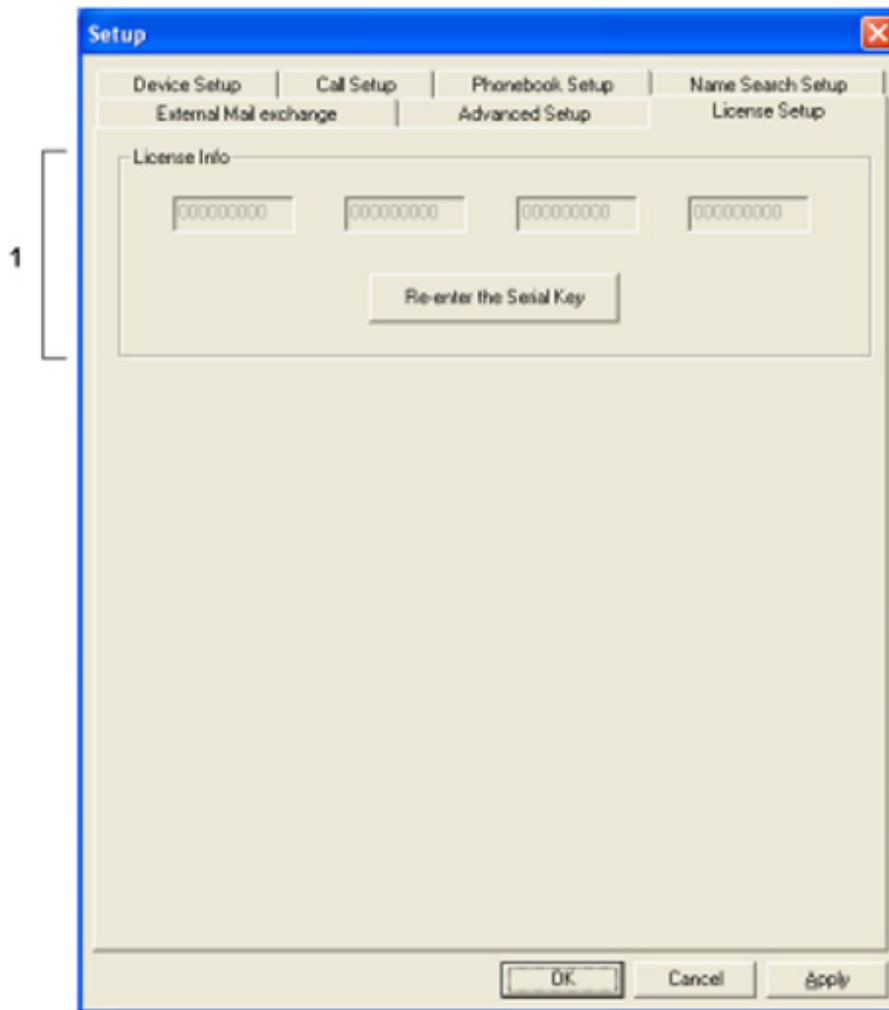 Setup
Device Setup Call Setup Phonebook Setup Name Search Setup
External Mail exchange Advanced Setup License Setup
1
License Info
000000000 000000000 000000000 000000000
Re-enter the Serial Key
OK Cancel Apply